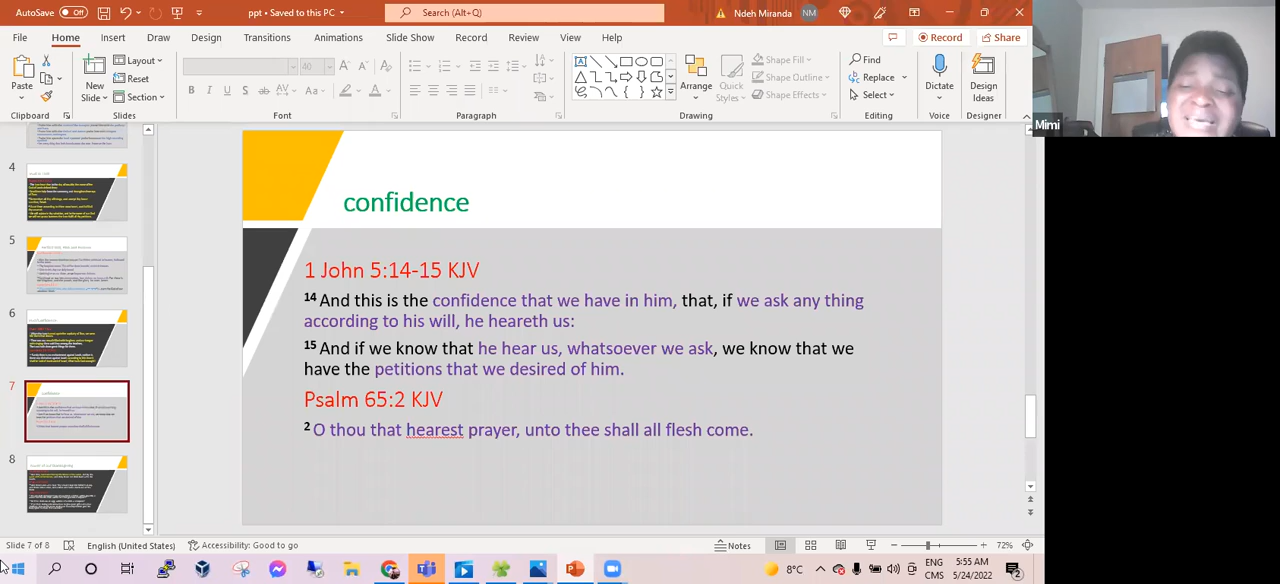 AutoSave Off ppt • Saved to this PC Search (Alt+Q) Ndeh Miranda NM
File Home Insert Draw Design Transitions Animations Slide Show Record Review View Help Record Share
Paste New Slide Layout Reset Section 40 Arrange Quick Styles Shape Fill Shape Outline Shape Effects Find Replace Select Dictate Design Ideas
Clipboard Slides Font Paragraph Drawing Editing Voice Designer
Mimi
4
5
6
7
8
confidence
1 John 5:14-15 KJV
14 And this is the confidence that we have in him, that, if we ask any thing
according to his will, he heareth us:
15 And if we know that he hear us, whatsoever we ask, we know that we
have the petitions that we desired of him.
Psalm 65:2 KJV
2 O thou that hearest prayer, unto thee shall all flesh come.
Slide 7 of 8 English (United States) Accessibility: Good to go Notes 72%
8°C ENG 5:55 AM
CMS 5/24/2022 2